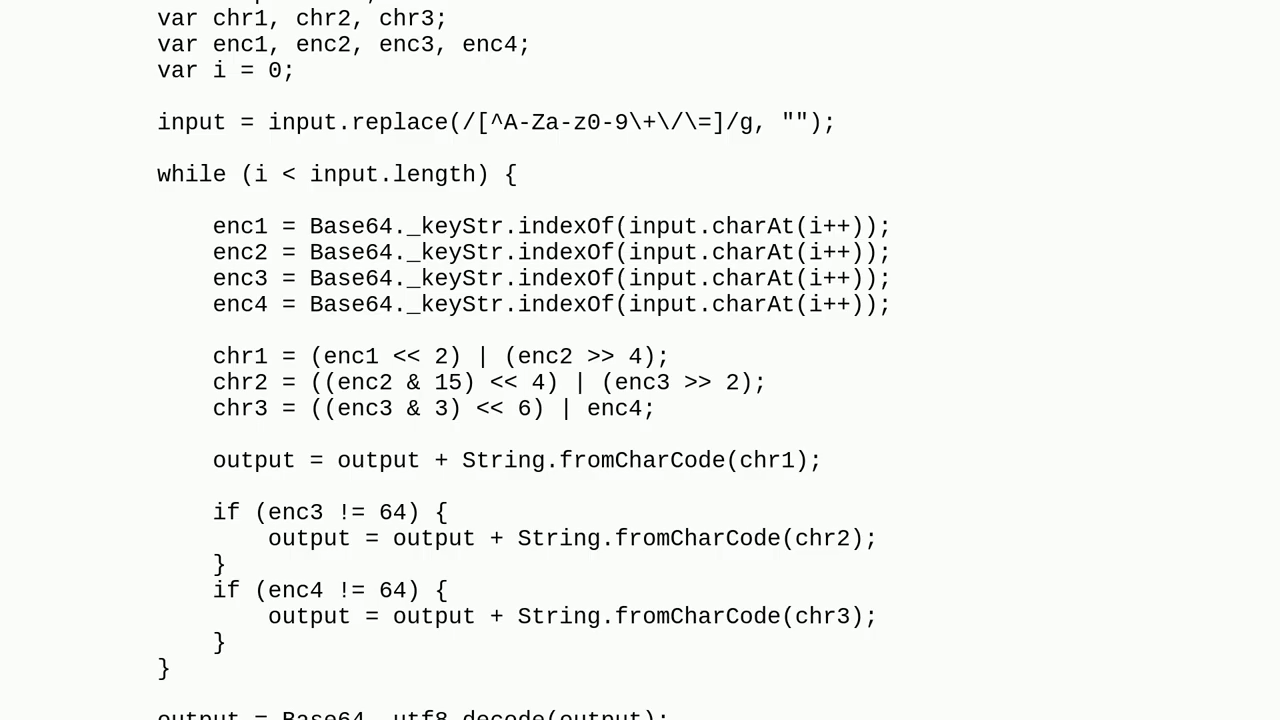 var chr1, chr2, chr3;
var enc1, enc2, enc3, enc4;
var i = 0;
input = input.replace(/[^A-Za-z0-9\+\/\=]/g, "");
while (i < input.length) {
enc1 = Base64._keyStr.indexOf(input.charAt(i++));
enc2 = Base64._keyStr.indexOf(input.charAt(i++));
enc3 = Base64._keyStr.indexOf(input.charAt(i++));
enc4 = Base64._keyStr.indexOf(input.charAt(i++));
chr1 = (enc1 << 2) | (enc2 >> 4);
chr2 = ((enc2 & 15) << 4) | (enc3 >> 2);
chr3 = ((enc3 & 3) << 6) | enc4;
output = output + String.fromCharCode(chr1);
if (enc3 != 64) {
output = output + String.fromCharCode(chr2);
}
if (enc4 != 64) {
output = output + String.fromCharCode(chr3);
}
}
output = Base64._utf8_decode(output);